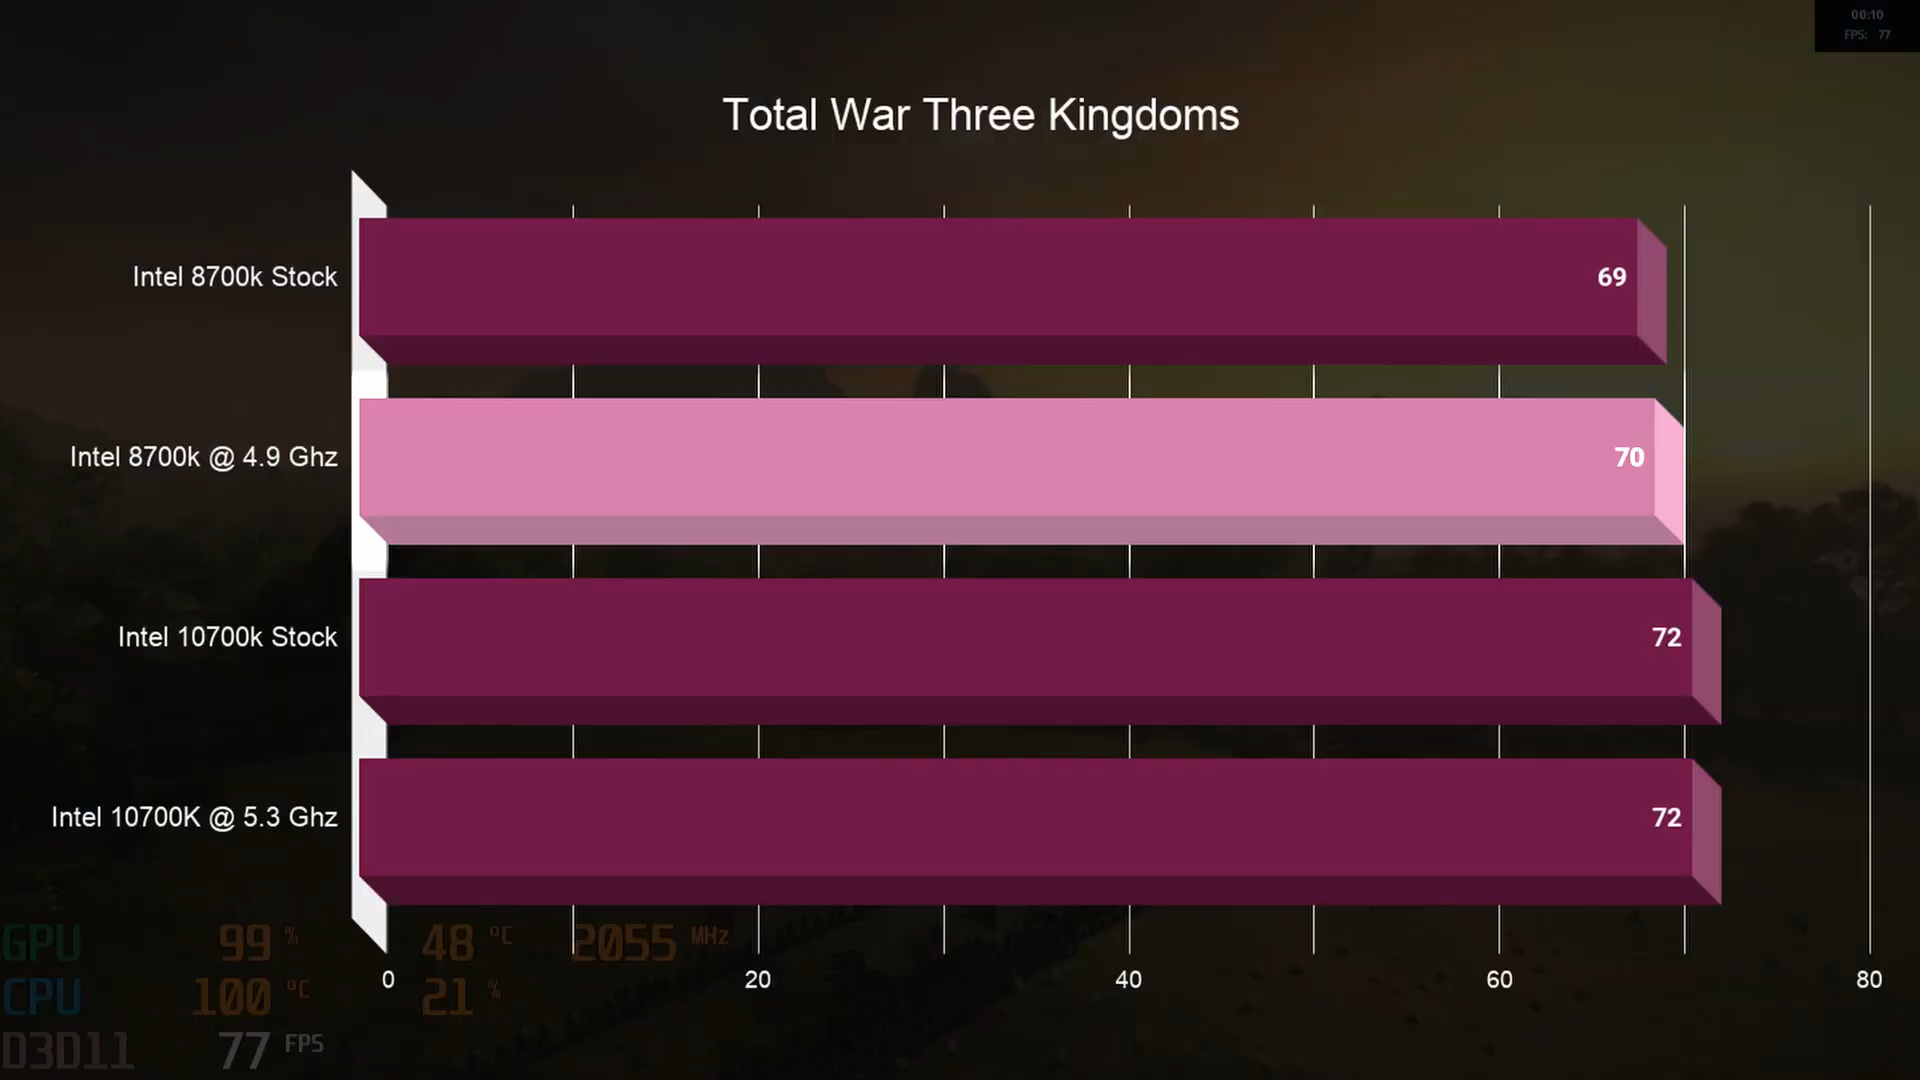 00:10
FPS: 77
Total War Three Kingdoms
Intel 8700k Stock
69
Intel 8700k @ 4.9 Ghz
70
Intel 10700k Stock
72
Intel 10700K @ 5.3 Ghz
72
GPU 99 % 48 °C 2055 MHz
0 20 40 60 80
CPU 100 °C 21 %
D3D11 77 FPS